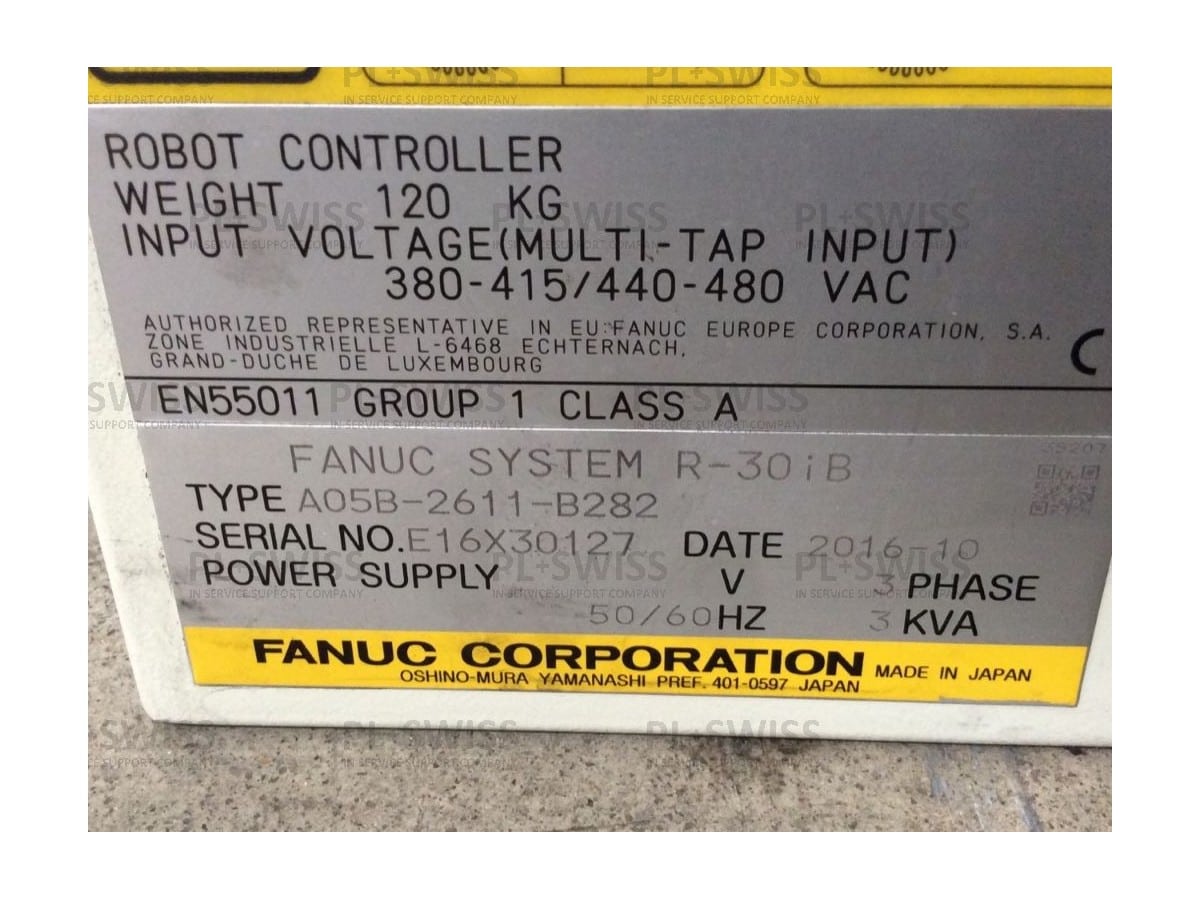 ROBOT CONTROLLER
WEIGHT 120 KG
INPUT VOLTAGE(MULTI-TAP INPUT)
380-415/440-480 VAC
AUTHORIZED REPRESENTATIVE IN EU:FANUC EUROPE CORPORATION, S.A.
ZONE INDUSTRIELLE L-6468 ECHTERNACH,
GRAND-DUCHE DE LUXEMBOURG
EN55011 GROUP 1 CLASS A
FANUC SYSTEM R-30iB
TYPE A05B-2611-B282
SERIAL NO. E16X30127 DATE 2016-10
POWER SUPPLY V 3 PHASE
50/60HZ 3 KVA
FANUC CORPORATION MADE IN JAPAN
OSHINO-MURA YAMANASHI PREF. 401-0597 JAPAN
PL+SWISS
IN SERVICE SUPPORT COMPANY